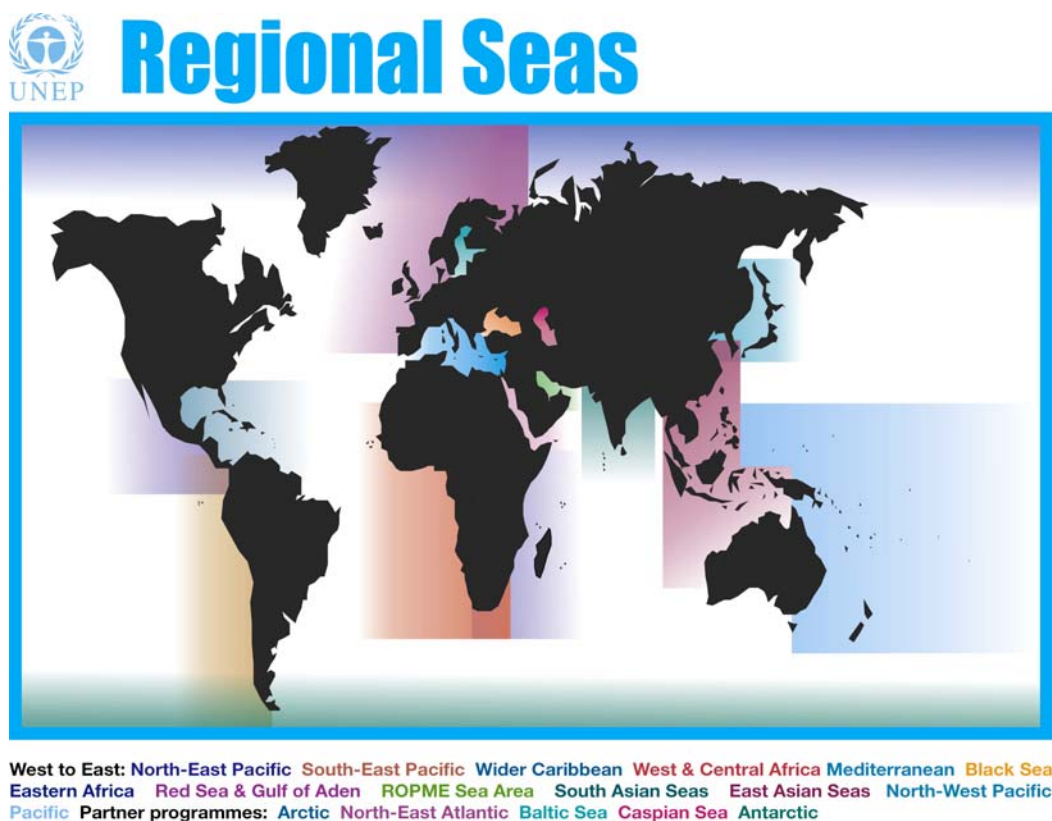 UNEP
Regional Seas
West to East: North-East Pacific South-East Pacific Wider Caribbean West & Central Africa Mediterranean Black Sea
Eastern Africa Red Sea & Gulf of Aden ROPME Sea Area South Asian Seas East Asian Seas North-West Pacific
Pacific Partner programmes: Arctic North-East Atlantic Baltic Sea Caspian Sea Antarctic